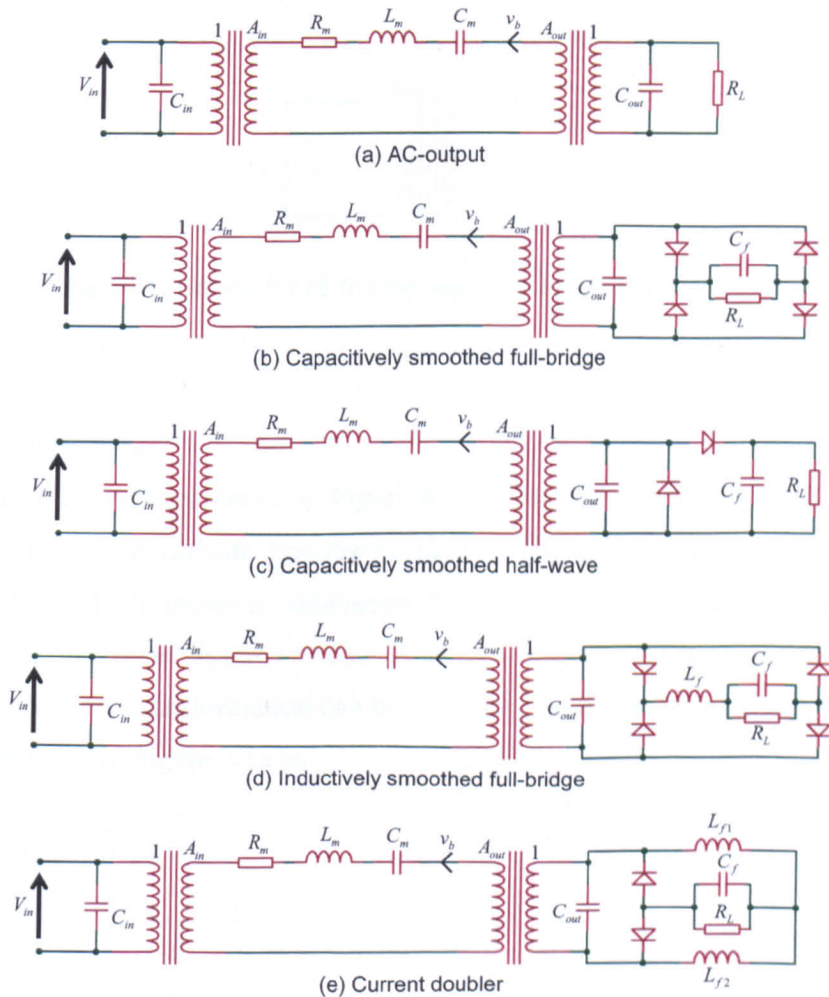 1 A_in R_m L_m C_m v_b A_out 1
V_in C_in C_out R_L
(a) AC-output
1 A_in R_m L_m C_m v_b A_out 1
V_in C_in C_out C_f R_L
(b) Capacitively smoothed full-bridge
1 A_in R_m L_m C_m v_b A_out 1
V_in C_in C_out C_f R_L
(c) Capacitively smoothed half-wave
1 A_in R_m L_m C_m v_b A_out 1
V_in C_in C_out L_f C_f R_L
(d) Inductively smoothed full-bridge
1 A_in R_m L_m C_m v_b A_out 1 L_f1
V_in C_in C_out C_f R_L
L_f2
(e) Current doubler